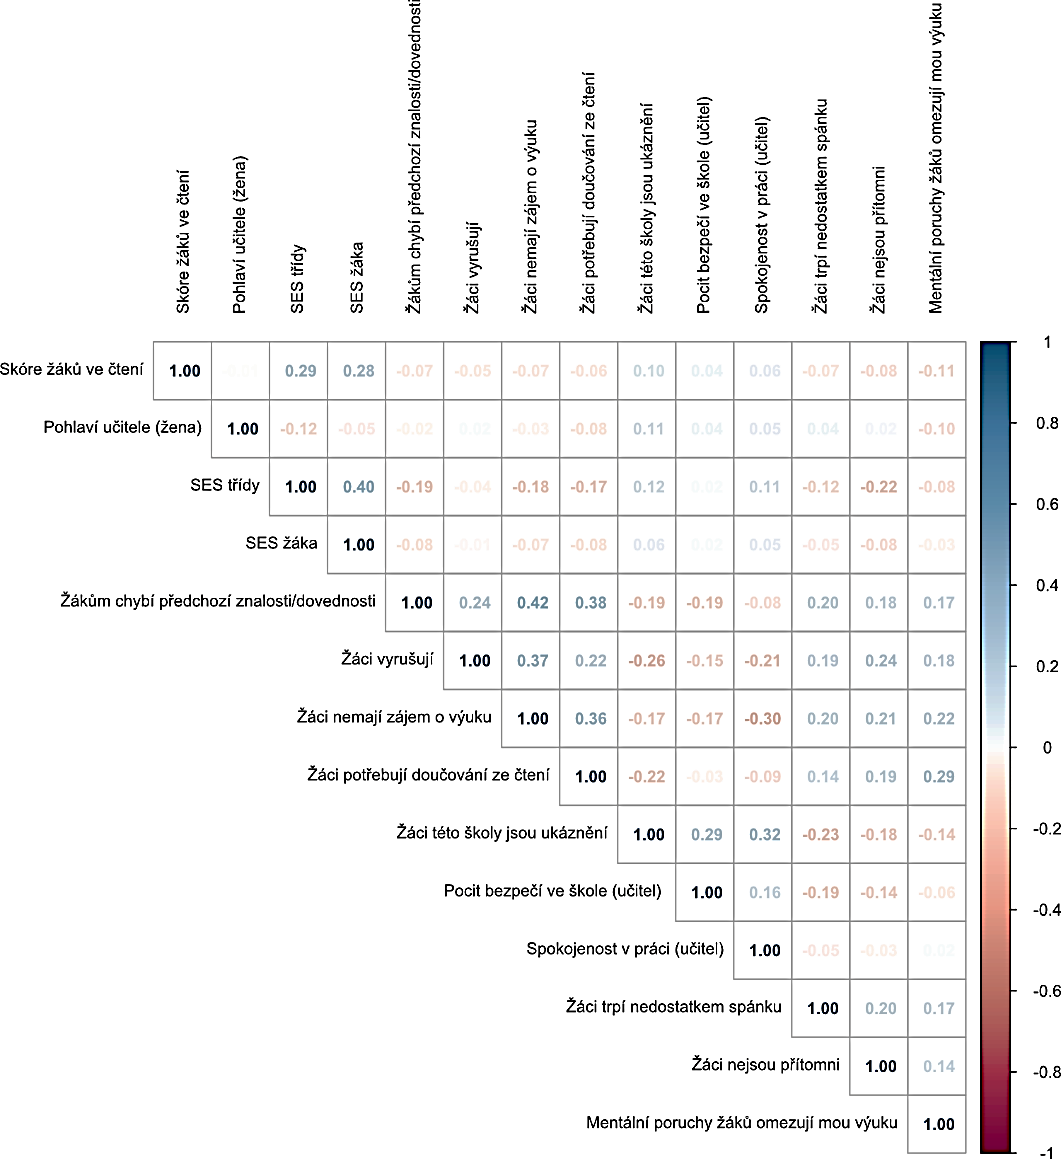 Skóre žáků ve čtení
Pohlaví učitele (žena)
SES třídy
SES žáka
Žákům chybí předchozí znalosti/dovednosti
Žáci vyrušují
Žáci nemají zájem o výuku
Žáci potřebují doučování ze čtení
Žáci této školy jsou ukáznění
Pocit bezpečí ve škole (učitel)
Spokojenost v práci (učitel)
Žáci trpí nedostatkem spánku
Žáci nejsou přítomni
Mentální poruchy žáků omezují mou výuku
Skóre žáků ve čtení 1.00 0.29 0.28 -0.07 -0.05 -0.07 -0.06 0.10 0.04 0.06 -0.07 -0.08 -0.11
Pohlaví učitele (žena) 1.00 -0.12 -0.05 -0.02 0.02 -0.03 -0.08 0.11 0.04 0.05 0.04 0.02 -0.10
SES třídy 1.00 0.40 -0.19 -0.04 -0.18 -0.17 0.12 0.02 0.11 -0.12 -0.22 -0.08
SES žáka 1.00 -0.08 -0.01 -0.07 -0.08 0.06 0.02 0.05 -0.05 -0.08 -0.03
Žákům chybí předchozí znalosti/dovednosti 1.00 0.24 0.42 0.38 -0.19 -0.19 -0.08 0.20 0.18 0.17
Žáci vyrušují 1.00 0.37 0.22 -0.26 -0.15 -0.21 0.19 0.24 0.18
Žáci nemají zájem o výuku 1.00 0.36 -0.17 -0.17 -0.30 0.20 0.21 0.22
Žáci potřebují doučování ze čtení 1.00 -0.22 -0.03 -0.09 0.14 0.19 0.29
Žáci této školy jsou ukáznění 1.00 0.29 0.32 -0.23 -0.18 -0.14
Pocit bezpečí ve škole (učitel) 1.00 0.16 -0.19 -0.14 -0.06
Spokojenost v práci (učitel) 1.00 -0.05 -0.03 0.02
Žáci trpí nedostatkem spánku 1.00 0.20 0.17
Žáci nejsou přítomni 1.00 0.14
Mentální poruchy žáků omezují mou výuku 1.00
1
0.8
0.6
0.4
0.2
0
-0.2
-0.4
-0.6
-0.8
-1